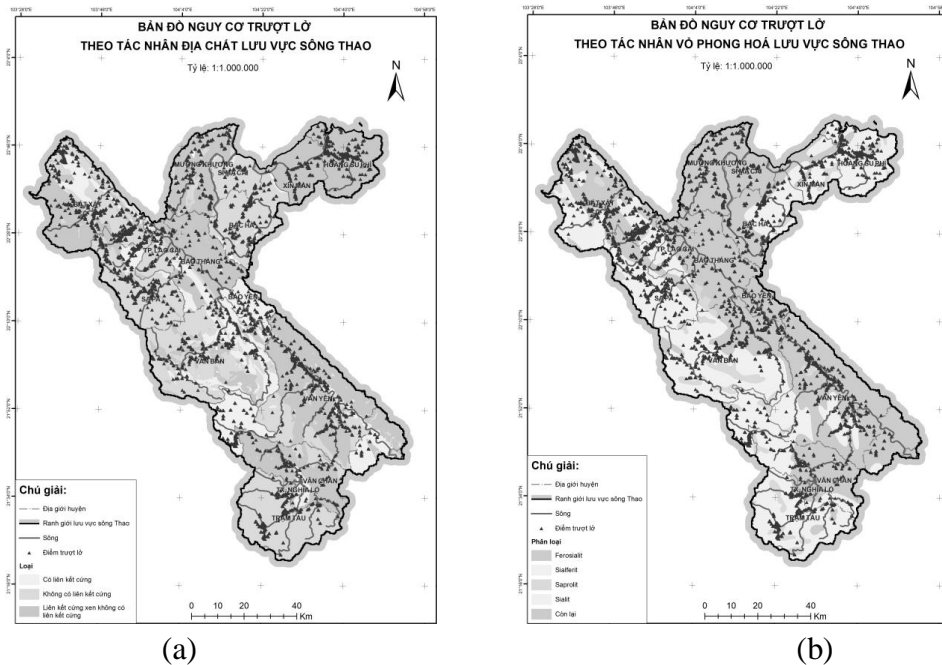 BẢN ĐỒ NGUY CƠ TRƯỢT LỞ
THEO TÁC NHÂN ĐỊA CHẤT LƯU VỰC SÔNG THAO
Tỷ lệ: 1:1.000.000
N
MƯỜNG KHƯƠNG
SI MA CAI
HOÀNG SU PHÌ
XÍN MẦN
BÁT XÁT
BẮC HÀ
TP. LÀO CAI
BẢO THẮNG
SA PA
BẢO YÊN
VĂN BÀN
VĂN YÊN
VĂN CHẤN
TX. NGHĨA LỘ
TRẠM TẤU
Chú giải:
Địa giới huyện
Ranh giới lưu vực sông Thao
Sông
Điểm trượt lở
Loại
Có liên kết cứng
Không có liên kết cứng
Liên kết cứng xen không có
liên kết cứng
0 10 20 40
Km
(a)
BẢN ĐỒ NGUY CƠ TRƯỢT LỞ
THEO TÁC NHÂN VỎ PHONG HOÁ LƯU VỰC SÔNG THAO
Tỷ lệ: 1:1.000.000
N
MƯỜNG KHƯƠNG
SI MA CAI
HOÀNG SU PHÌ
XÍN MẦN
BÁT XÁT
BẮC HÀ
TP. LÀO CAI
BẢO THẮNG
SA PA
BẢO YÊN
VĂN BÀN
VĂN YÊN
VĂN CHẤN
TX. NGHĨA LỘ
TRẠM TẤU
Chú giải:
Địa giới huyện
Ranh giới lưu vực sông Thao
Sông
Điểm trượt lở
Phân loại
Ferosialit
Sialferit
Saprolit
Sialit
Còn lại
0 10 20 40
Km
(b)